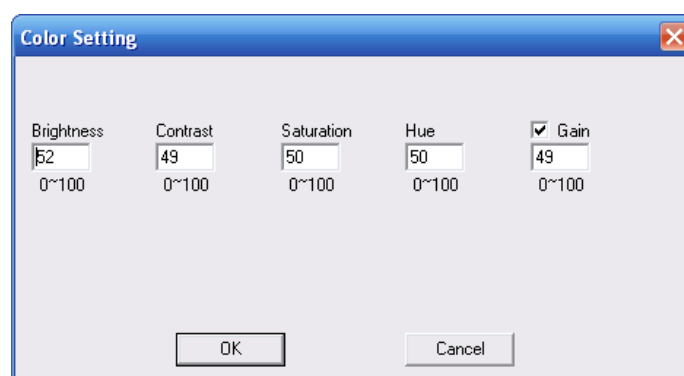 Color Setting
Brightness Contrast Saturation Hue Gain
52 49 50 50 49
0~100 0~100 0~100 0~100 0~100
OK Cancel